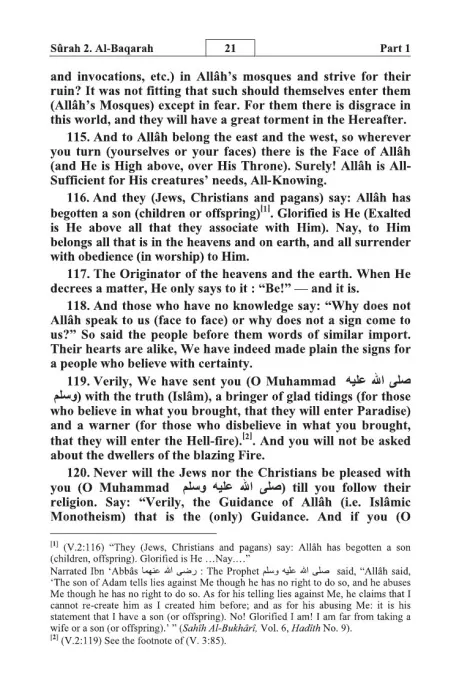 Sûrah 2. Al-Baqarah 21 Part 1
and invocations, etc.) in Allâh's mosques and strive for their
ruin? It was not fitting that such should themselves enter them
(Allâh's Mosques) except in fear. For them there is disgrace in
this world, and they will have a great torment in the Hereafter.
115. And to Allâh belong the east and the west, so wherever
you turn (yourselves or your faces) there is the Face of Allâh
(and He is High above, over His Throne). Surely! Allâh is All-
Sufficient for His creatures' needs, All-Knowing.
116. And they (Jews, Christians and pagans) say: Allâh has
begotten a son (children or offspring)[1]. Glorified is He (Exalted
is He above all that they associate with Him). Nay, to Him
belongs all that is in the heavens and on earth, and all surrender
with obedience (in worship) to Him.
117. The Originator of the heavens and the earth. When He
decrees a matter, He only says to it : "Be!" — and it is.
118. And those who have no knowledge say: "Why does not
Allâh speak to us (face to face) or why does not a sign come to
us?" So said the people before them words of similar import.
Their hearts are alike, We have indeed made plain the signs for
a people who believe with certainty.
119. Verily, We have sent you (O Muhammad صلى الله عليه
وسلم) with the truth (Islâm), a bringer of glad tidings (for those
who believe in what you brought, that they will enter Paradise)
and a warner (for those who disbelieve in what you brought,
that they will enter the Hell-fire).[2]. And you will not be asked
about the dwellers of the blazing Fire.
120. Never will the Jews nor the Christians be pleased with
you (O Muhammad صلى الله عليه وسلم) till you follow their
religion. Say: "Verily, the Guidance of Allâh (i.e. Islâmic
Monotheism) that is the (only) Guidance. And if you (O
[1] (V.2:116) "They (Jews, Christians and pagans) say: Allâh has begotten a son
(children, offspring). Glorified is He …Nay…."
Narrated Ibn 'Abbâs رضى الله عنهما : The Prophet صلى الله عليه وسلم said, "Allâh said,
'The son of Adam tells lies against Me though he has no right to do so, and he abuses
Me though he has no right to do so. As for his telling lies against Me, he claims that I
cannot re-create him as I created him before; and as for his abusing Me: it is his
statement that I have a son (or offspring). No! Glorified I am! I am far from taking a
wife or a son (or offspring).' " (Sahîh Al-Bukhârî, Vol. 6, Hadîth No. 9).
[2] (V.2:119) See the footnote of (V. 3:85).